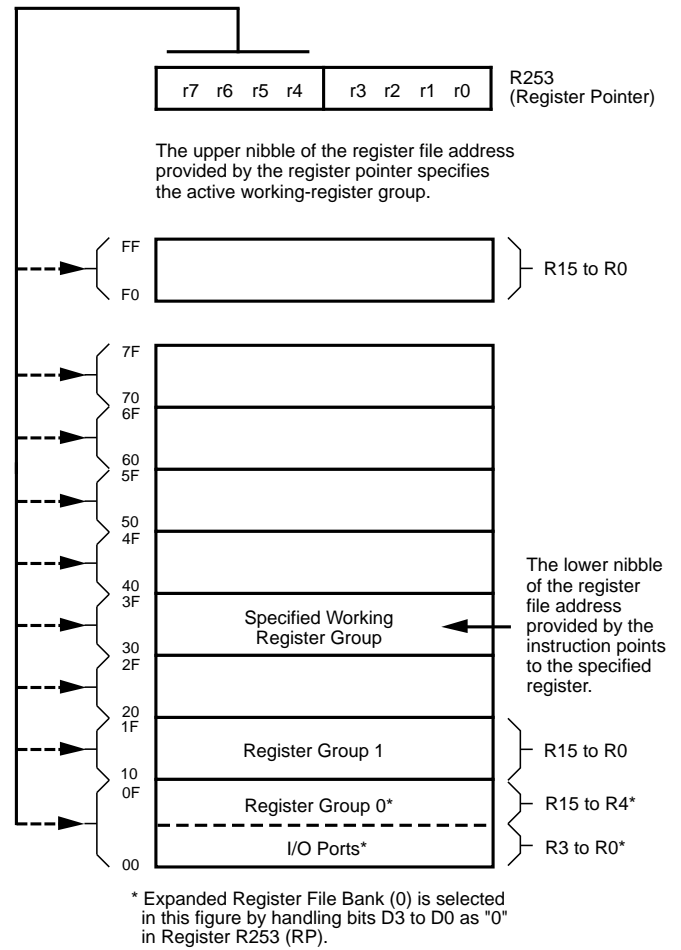 r7 r6 r5 r4 r3 r2 r1 r0
R253
(Register Pointer)
The upper nibble of the register file address
provided by the register pointer specifies
the active working-register group.
FF
F0
R15 to R0
7F
70
6F
60
5F
50
4F
40
3F
Specified Working
Register Group
The lower nibble
of the register
file address
provided by the
instruction points
to the specified
register.
30
2F
20
1F
Register Group 1
R15 to R0
10
0F
Register Group 0*
R15 to R4*
I/O Ports*
R3 to R0*
00
* Expanded Register File Bank (0) is selected
in this figure by handling bits D3 to D0 as "0"
in Register R253 (RP).